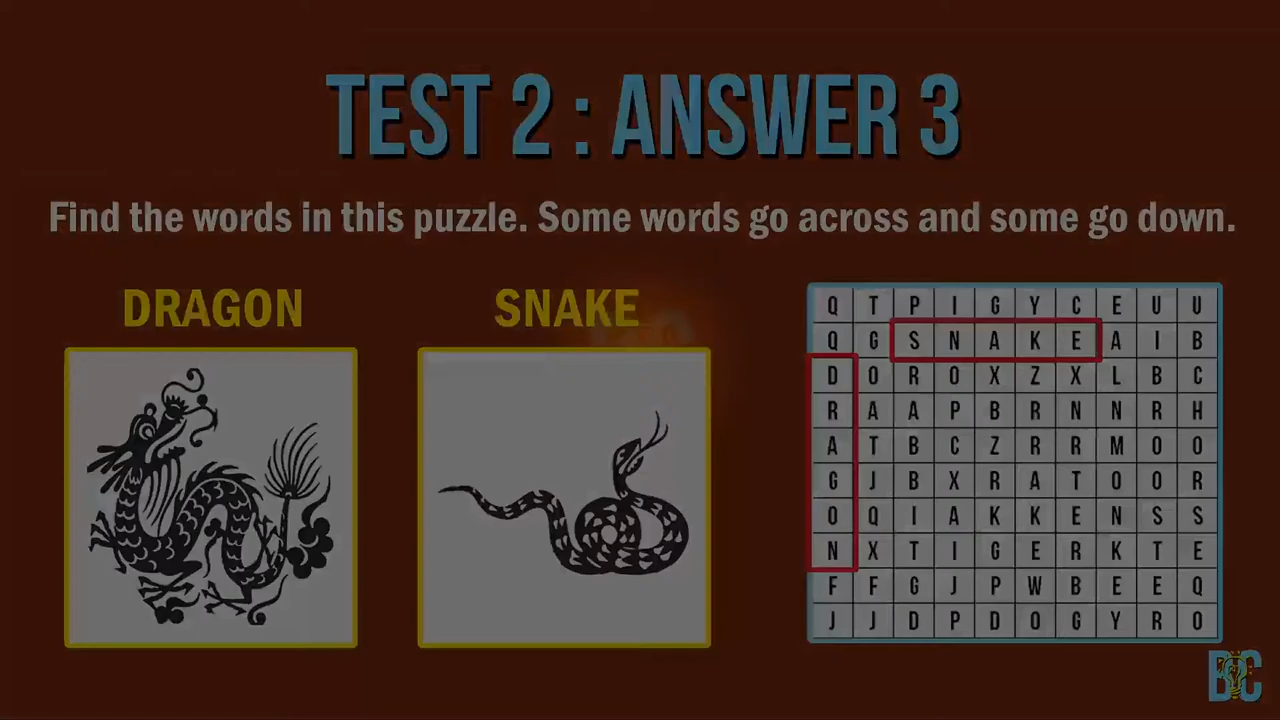 TEST 2 : ANSWER 3
Find the words in this puzzle. Some words go across and some go down.
DRAGON
SNAKE
Q T P I G Y C E U U
Q G S N A K E A I B
D O R O X Z X L B C
R A A P B R N N R H
A T B C Z R R M O O
G J B X R A T O O R
O Q I A K K E N S S
N X T I G E R K T E
F F G J P W B E E Q
J J D P D O G Y R O
BC